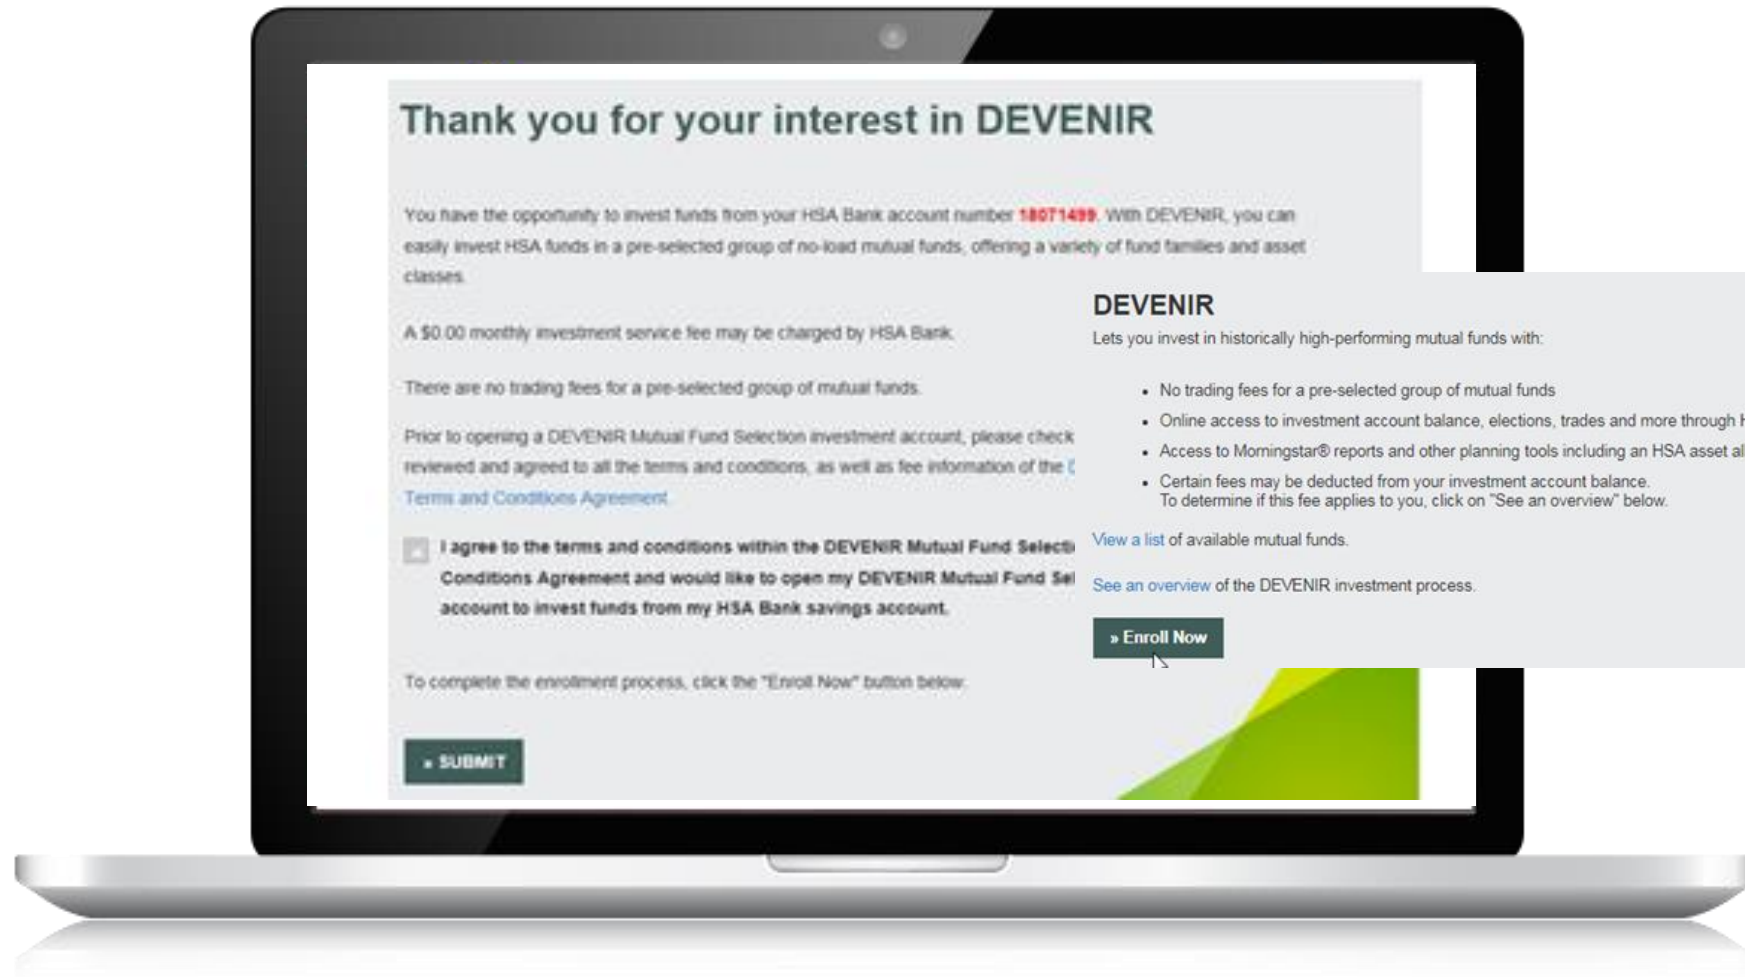 Thank you for your interest in DEVENIR
You have the opportunity to invest funds from your HSA Bank account number 18071499. With DEVENIR, you can
easily invest HSA funds in a pre-selected group of no-load mutual funds, offering a variety of fund families and asset
classes.
A $0.00 monthly investment service fee may be charged by HSA Bank.
There are no trading fees for a pre-selected group of mutual funds.
Prior to opening a DEVENIR Mutual Fund Selection investment account, please check
reviewed and agreed to all the terms and conditions, as well as fee information of the
Terms and Conditions Agreement
I agree to the terms and conditions within the DEVENIR Mutual Fund Selecti
Conditions Agreement and would like to open my DEVENIR Mutual Fund Sel
account to invest funds from my HSA Bank savings account.
To complete the enrollment process, click the "Enroll Now" button below.
» SUBMIT
DEVENIR
Lets you invest in historically high-performing mutual funds with:
• No trading fees for a pre-selected group of mutual funds
• Online access to investment account balance, elections, trades and more through H
• Access to Morningstar® reports and other planning tools including an HSA asset al
• Certain fees may be deducted from your investment account balance.
To determine if this fee applies to you, click on "See an overview" below.
View a list of available mutual funds.
See an overview of the DEVENIR investment process.
» Enroll Now